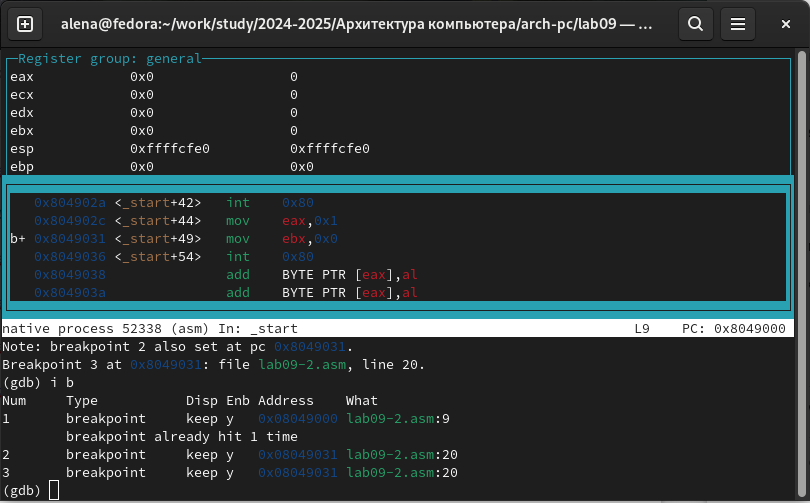 alena@fedora:~/work/study/2024-2025/Архитектура компьютера/arch-pc/lab09 — ...
Register group: general
eax 0x0 0
ecx 0x0 0
edx 0x0 0
ebx 0x0 0
esp 0xffffcfe0 0xffffcfe0
ebp 0x0 0x0
0x804902a <_start+42> int 0x80
0x804902c <_start+44> mov eax,0x1
b+ 0x8049031 <_start+49> mov ebx,0x0
0x8049036 <_start+54> int 0x80
0x8049038 add BYTE PTR [eax],al
0x804903a add BYTE PTR [eax],al
native process 52338 (asm) In: _start L9 PC: 0x8049000
Note: breakpoint 2 also set at pc 0x8049031.
Breakpoint 3 at 0x8049031: file lab09-2.asm, line 20.
(gdb) i b
Num Type Disp Enb Address What
1 breakpoint keep y 0x08049000 lab09-2.asm:9
breakpoint already hit 1 time
2 breakpoint keep y 0x08049031 lab09-2.asm:20
3 breakpoint keep y 0x08049031 lab09-2.asm:20
(gdb)